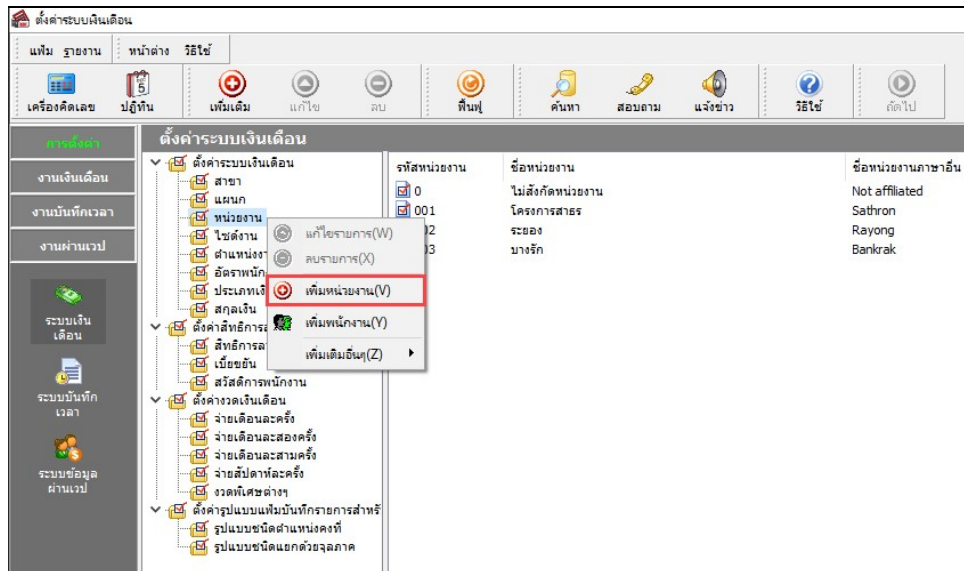 ตั้งค่าระบบเงินเดือน
แฟ้ม รายงาน หน้าต่าง วิธีใช้
เครื่องคิดเลข ปฏิทิน เพิ่มเติม แก้ไข ลบ ฟื้นฟู ค้นหา สอบถาม แจ้งข่าว วิธีใช้ ถัดไป
การตั้งค่า
งานเงินเดือน
งานบันทึกเวลา
งานผ่านเวป
ระบบเงิน
เดือน
ระบบบันทึก
เวลา
ระบบข้อมูล
ผ่านเวป
ตั้งค่าระบบเงินเดือน
ตั้งค่าระบบเงินเดือน
สาขา
แผนก
หน่วยงาน
ไซด์งาน
ตำแหน่งง
อัตราพนัก
ประเภทเงิ
สกุลเงิน
ตั้งค่าสิทธิการล
สิทธิการลา
เบี้ยขยัน
สวัสดิการพนักงาน
ตั้งค่างวดเงินเดือน
จ่ายเดือนละครั้ง
จ่ายเดือนละสองครั้ง
จ่ายเดือนละสามครั้ง
จ่ายสัปดาห์ละครั้ง
งวดพิเศษต่างๆ
ตั้งค่ารูปแบบแฟ้มบันทึกรายการสำหรั
รูปแบบชนิดตำแหน่งคงที่
รูปแบบชนิดแยกด้วยจุลภาค
แก้ไขรายการ(W)
ลบรายการ(X)
เพิ่มหน่วยงาน(V)
เพิ่มพนักงาน(Y)
เพิ่มเติมอื่นๆ(Z)
รหัสหน่วยงาน ชื่อหน่วยงาน ชื่อหน่วยงานภาษาอื่น
0 ไม่สังกัดหน่วยงาน Not affiliated
001 โครงการสาธร Sathron
02 ระยอง Rayong
03 บางรัก Bankrak